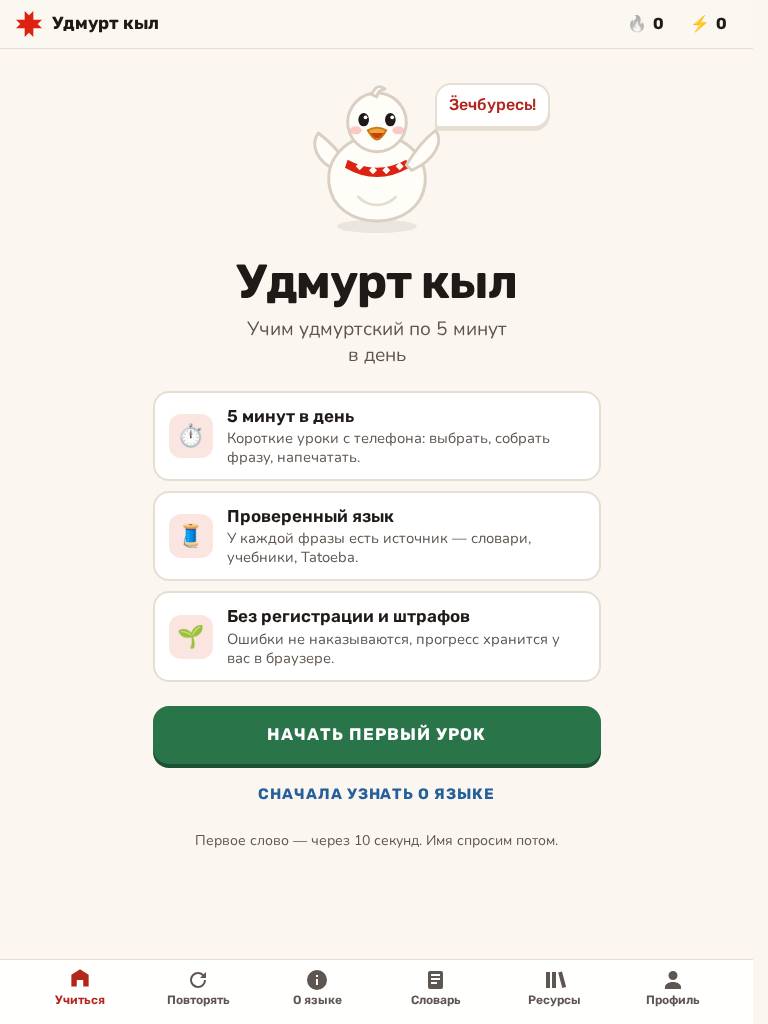 Удмурт кыл
0
0
Ӟечбуресь!
Удмурт кыл
Учим удмуртский по 5 минут
в день
5 минут в день
Короткие уроки с телефона: выбрать, собрать
фразу, напечатать.
Проверенный язык
У каждой фразы есть источник — словари,
учебники, Tatoeba.
Без регистрации и штрафов
Ошибки не наказываются, прогресс хранится у
вас в браузере.
НАЧАТЬ ПЕРВЫЙ УРОК
СНАЧАЛА УЗНАТЬ О ЯЗЫКЕ
Первое слово — через 10 секунд. Имя спросим потом.
Учиться
Повторять
О языке
Словарь
Ресурсы
Профиль